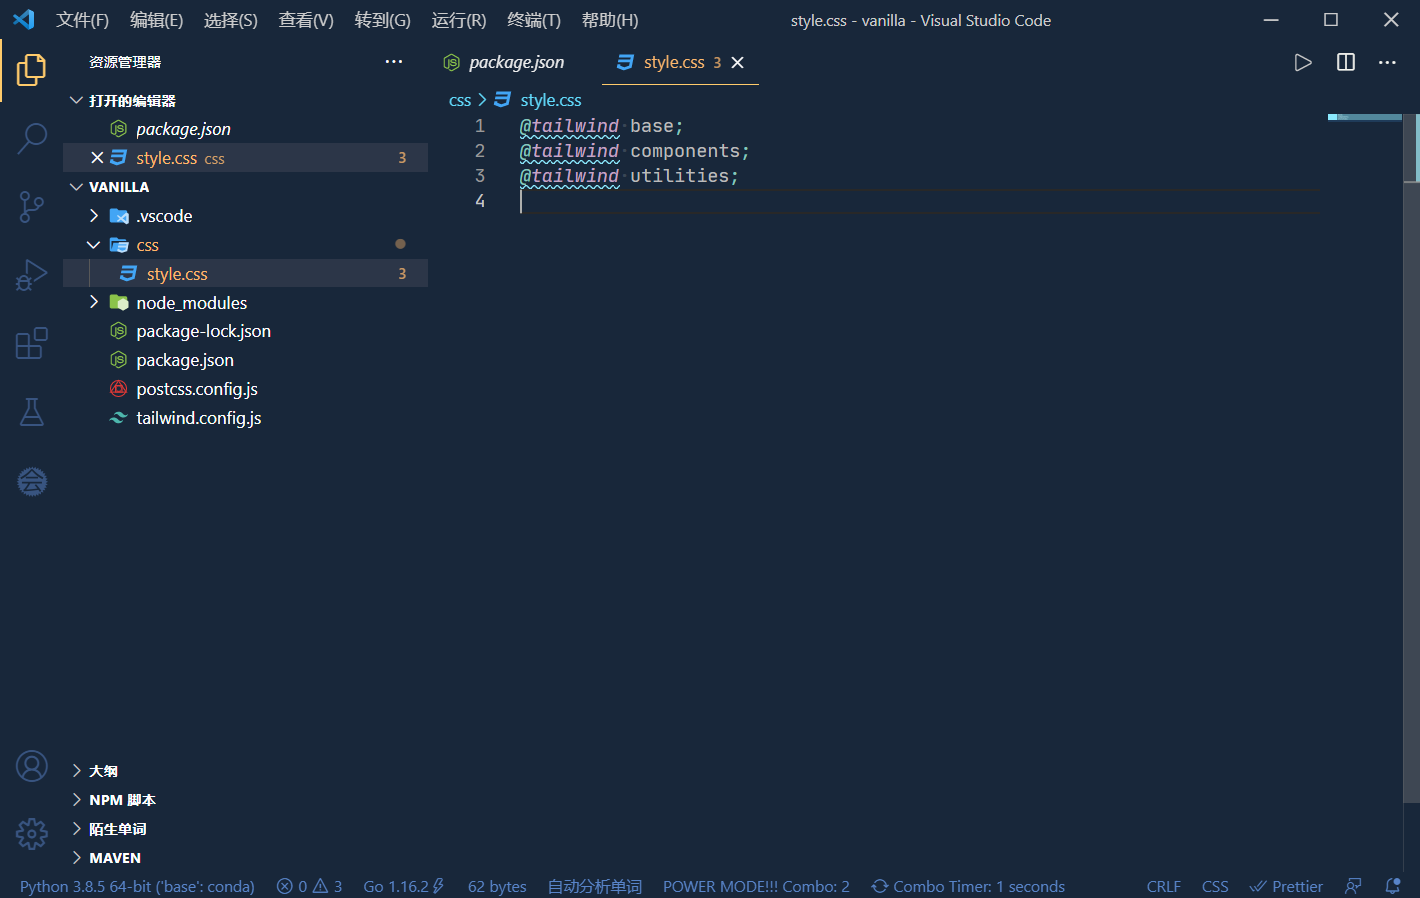 文件(F) 编辑(E) 选择(S) 查看(V) 转到(G) 运行(R) 终端(T) 帮助(H) style.css - vanilla - Visual Studio Code
资源管理器
打开的编辑器
package.json
style.css css 3
VANILLA
.vscode
css
style.css 3
node_modules
package-lock.json
package.json
postcss.config.js
tailwind.config.js
大纲
NPM 脚本
陌生单词
MAVEN
package.json style.css 3
css style.css
1 @tailwind base;
2 @tailwind components;
3 @tailwind utilities;
4
Python 3.8.5 64-bit ('base': conda) 0 3 Go 1.16.2 62 bytes 自动分析单词 POWER MODE!!! Combo: 2 Combo Timer: 1 seconds CRLF CSS Prettier